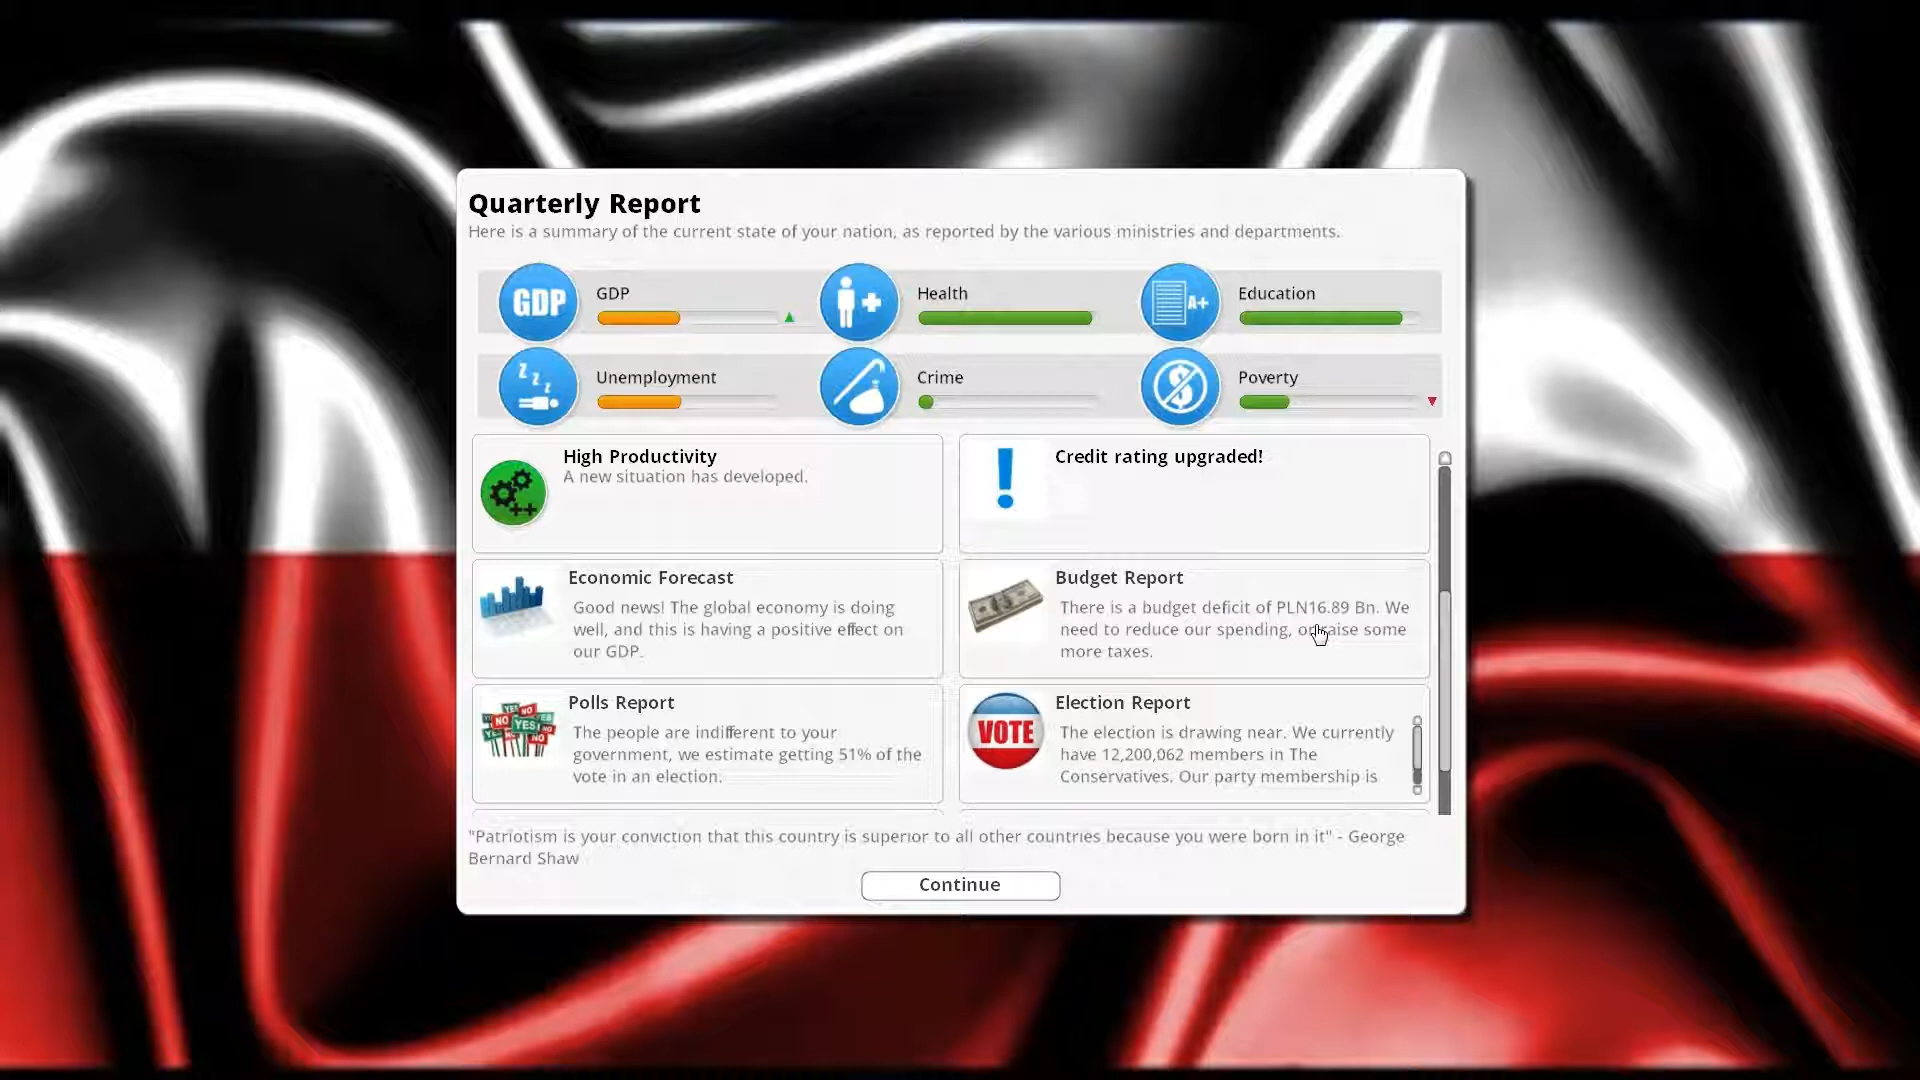 Quarterly Report
Here is a summary of the current state of your nation, as reported by the various ministries and departments.
GDP
GDP
Health
A+
Education
Z Z Z
Unemployment
Crime
$
Poverty
High Productivity
A new situation has developed.
!
Credit rating upgraded!
Economic Forecast
Good news! The global economy is doing
well, and this is having a positive effect on
our GDP.
Budget Report
There is a budget deficit of PLN16.89 Bn. We
need to reduce our spending, or raise some
more taxes.
YES NO YES NO
Polls Report
The people are indifferent to your
government, we estimate getting 51% of the
vote in an election.
VOTE
Election Report
The election is drawing near. We currently
have 12,200,062 members in The
Conservatives. Our party membership is
"Patriotism is your conviction that this country is superior to all other countries because you were born in it" - George
Bernard Shaw
Continue